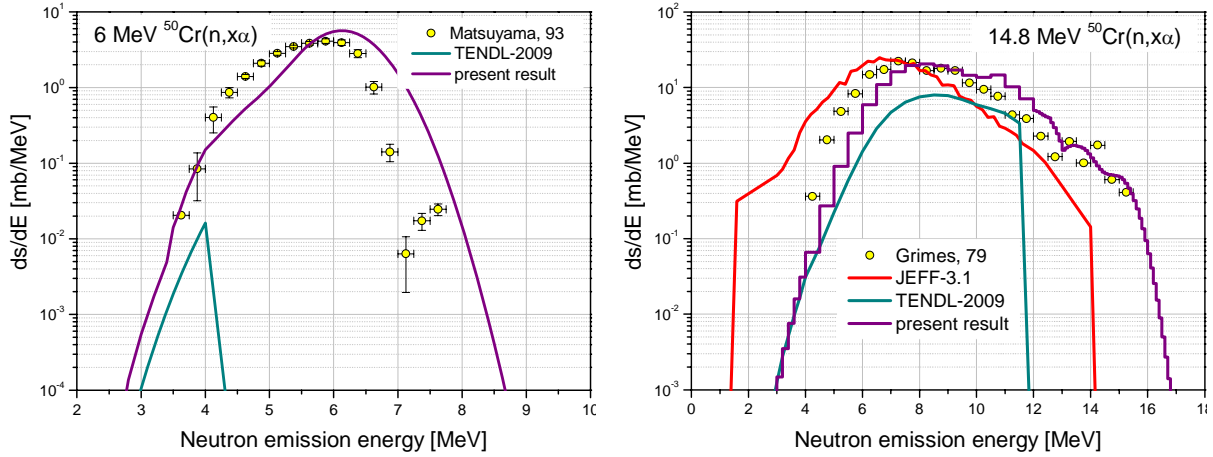 6 MeV ⁵⁰Cr(n,xα)
Matsuyama, 93
TENDL-2009
present result
10¹
10⁰
10⁻¹
10⁻²
10⁻³
10⁻⁴
ds/dE [mb/MeV]
2 3 4 5 6 7 8 9 10
Neutron emission energy [MeV]
14.8 MeV ⁵⁰Cr(n,xα)
Grimes, 79
JEFF-3.1
TENDL-2009
present result
10²
10¹
10⁰
10⁻¹
10⁻²
10⁻³
ds/dE [mb/MeV]
0 2 4 6 8 10 12 14 16 18
Neutron emission energy [MeV]